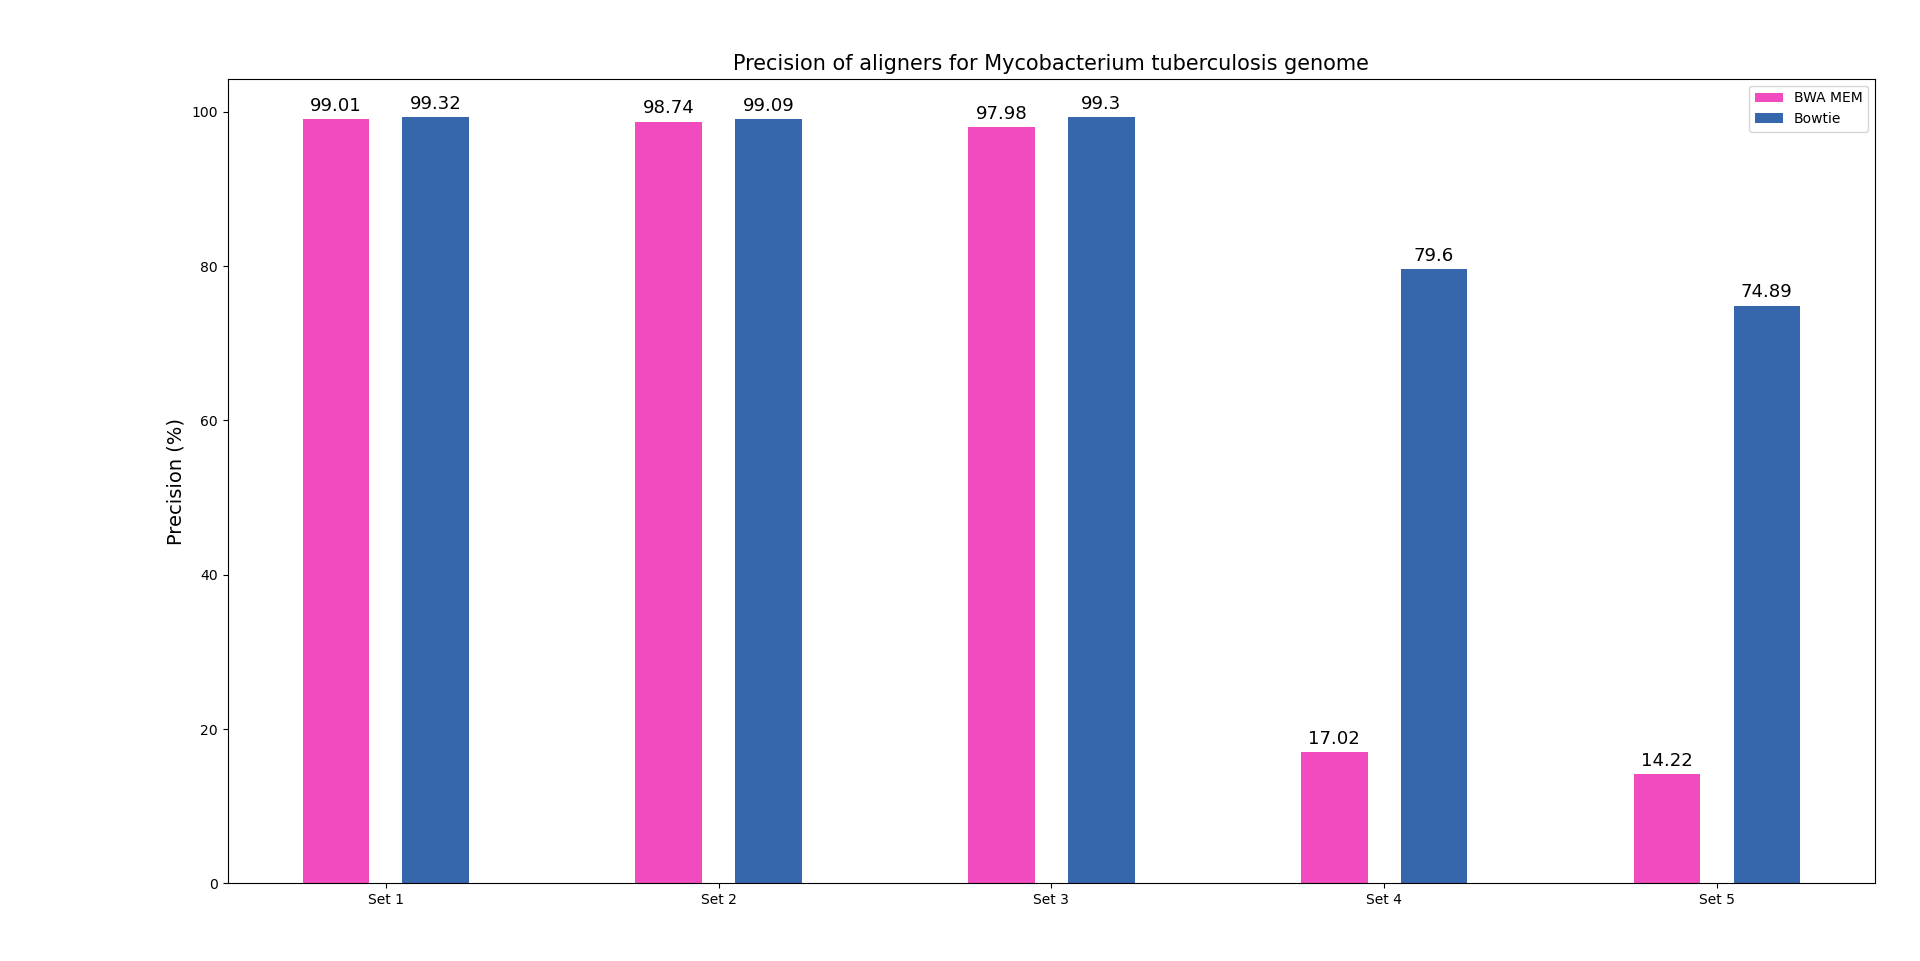 Precision of aligners for Mycobacterium tuberculosis genome
BWA MEM
Bowtie
99.01
99.32
98.74
99.09
97.98
99.3
17.02
79.6
14.22
74.89
Precision (%)
100
80
60
40
20
0
Set 1
Set 2
Set 3
Set 4
Set 5